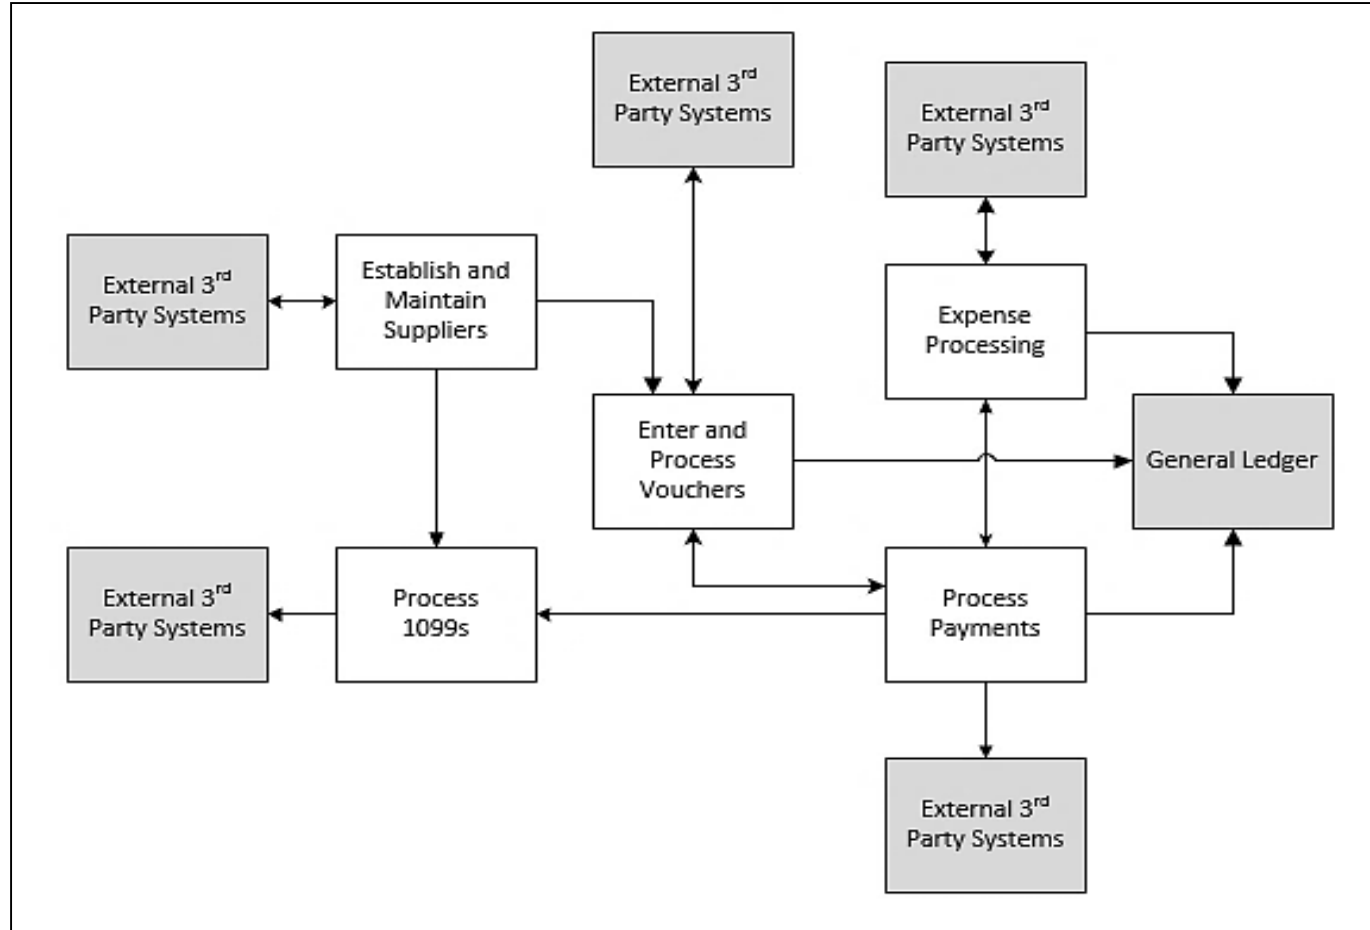 External 3rd
Party Systems
External 3rd
Party Systems
External 3rd
Party Systems
Establish and
Maintain
Suppliers
Expense
Processing
Enter and
Process
Vouchers
General Ledger
External 3rd
Party Systems
Process
1099s
Process
Payments
External 3rd
Party Systems